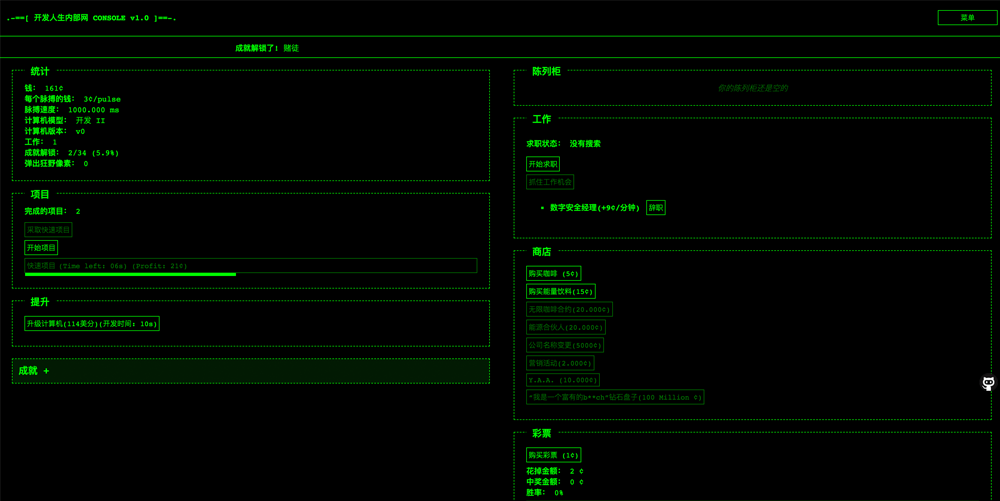 .-==[ 开发人生内部网 CONSOLE v1.0 ]==-.
菜单
成就解锁了! 赌徒
统计
钱: 161¢
每个脉搏的钱: 3¢/pulse
脉搏速度: 1000.000 ms
计算机模型: 开发 II
计算机版本: v0
工作: 1
成就解锁: 2/34 (5.9%)
弹出狂野像素: 0
项目
完成的项目: 2
采取快速项目
开始项目
快速项目 (Time left: 06s) (Profit: 21¢)
提升
升级计算机(114美分)(开发时间: 10s)
成就 +
陈列柜
你的陈列柜还是空的
工作
求职状态: 没有搜索
开始求职
抓住工作机会
数字安全经理(+9¢/分钟) 辞职
商店
购买咖啡 (5¢)
购买能量饮料(15¢)
无限咖啡合约(20.000¢)
能源合伙人(20.000¢)
公司名称变更(5000¢)
营销活动(2.000¢)
Y.A.A. (10.000¢)
"我是一个富有的b**ch"钻石盘子(100 Million ¢)
彩票
购买彩票 (1¢)
花掉金额: 2 ¢
中奖金额: 0 ¢
胜率: 0%